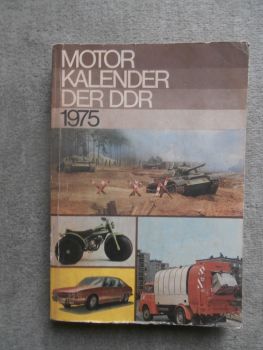 MOTOR
KALENDER
DER DDR
1975